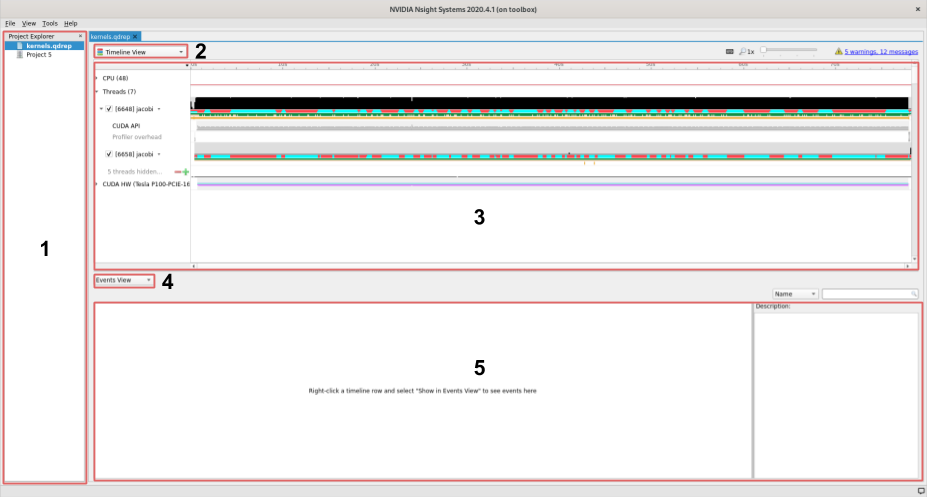 NVIDIA Nsight Systems 2020.4.1 (on toolbox)
File View Tools Help
Project Explorer
kernels.qdrep
kernels.qdrep
Project 5
Timeline View
2
1x
5 warnings, 12 messages
CPU (48)
Threads (7)
[6648] jacobi
CUDA API
Profiler overhead
[6658] jacobi
5 threads hidden...
CUDA HW (Tesla P100-PCIE-16
1
3
Events View
4
Name
Description:
5
Right-click a timeline row and select "Show in Events View" to see events here